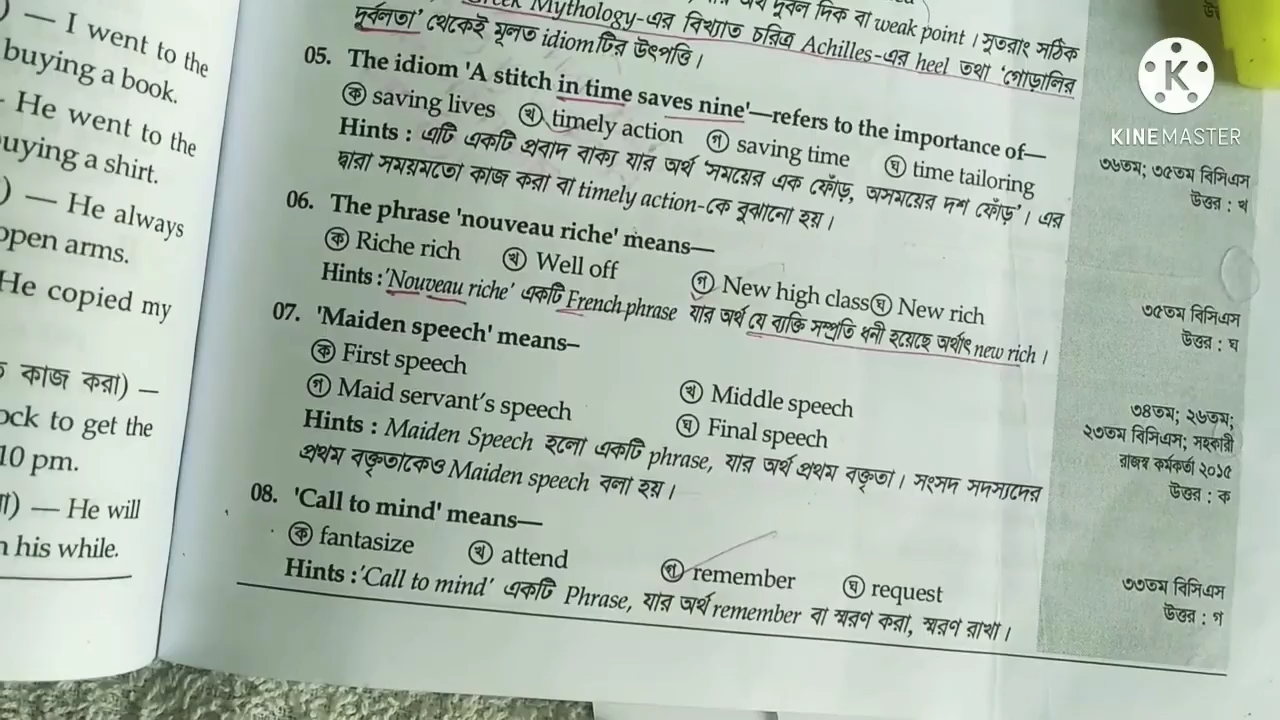 ) — I went to the
buying a book.
- He went to the
uying a shirt.
) — He always
open arms.
He copied my
কাজ করা) —
ock to get the
10 pm.
— He will
his while.
অর্থ দুর্বল দিক বা weak point । সুতরাং সঠিক
Mythology-এর বিখ্যাত চরিত্র Achilles-এর heel তথা ‘গোড়ালির
দুর্বলতা’ থেকেই মূলত idiomটির উৎপত্তি ।
05. The idiom 'A stitch in time saves nine'—refers to the importance of—
ক saving lives খ timely action গ saving time ঘ time tailoring
Hints : এটি একটি প্রবাদ বাক্য যার অর্থ ‘সময়ের এক ফোঁড়, অসময়ের দশ ফোঁড়’ । এর
দ্বারা সময়মতো কাজ করা বা timely action-কে বুঝানো হয় ।
06. The phrase 'nouveau riche' means—
ক Riche rich খ Well off গ New high class ঘ New rich
Hints : 'Nouveau riche' একটি French phrase যার অর্থ যে ব্যক্তি সম্প্রতি ধনী হয়েছে অর্থাৎ new rich ।
07. 'Maiden speech' means–
ক First speech খ Middle speech
গ Maid servant's speech ঘ Final speech
Hints : Maiden Speech হলো একটি phrase, যার অর্থ প্রথম বক্তৃতা । সংসদ সদস্যদের
প্রথম বক্তৃতাকেও Maiden speech বলা হয় ।
08. 'Call to mind' means—
ক fantasize খ attend গ remember ঘ request
Hints : 'Call to mind' একটি Phrase, যার অর্থ remember বা স্মরণ করা, স্মরণ রাখা ।
K
KINEMASTER
৩৬তম; ৩৫তম বিসিএস
উত্তর : খ
৩৫তম বিসিএস
উত্তর : ঘ
৩৪তম; ২৬তম;
২৩তম বিসিএস; সহকারী
রাজস্ব কর্মকর্তা ২০১৫
উত্তর : ক
৩৩তম বিসিএস
উত্তর : গ